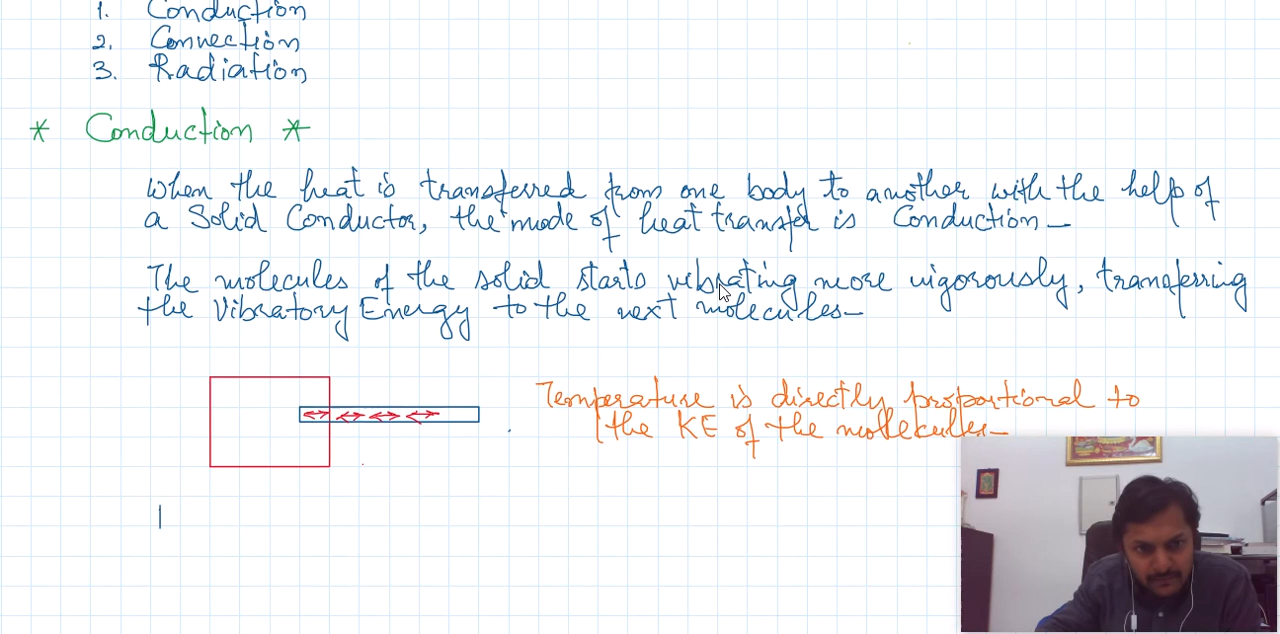 1. Conduction
2. Convection
3. Radiation
* Conduction *
When the heat is transferred from one body to another with the help of
a Solid Conductor, the mode of heat transfer is Conduction-
The molecules of the solid starts vibrating more vigorously, transferring
the Vibratory Energy to the next molecules-
Temperature is directly proportional to
the KE of the molecules-